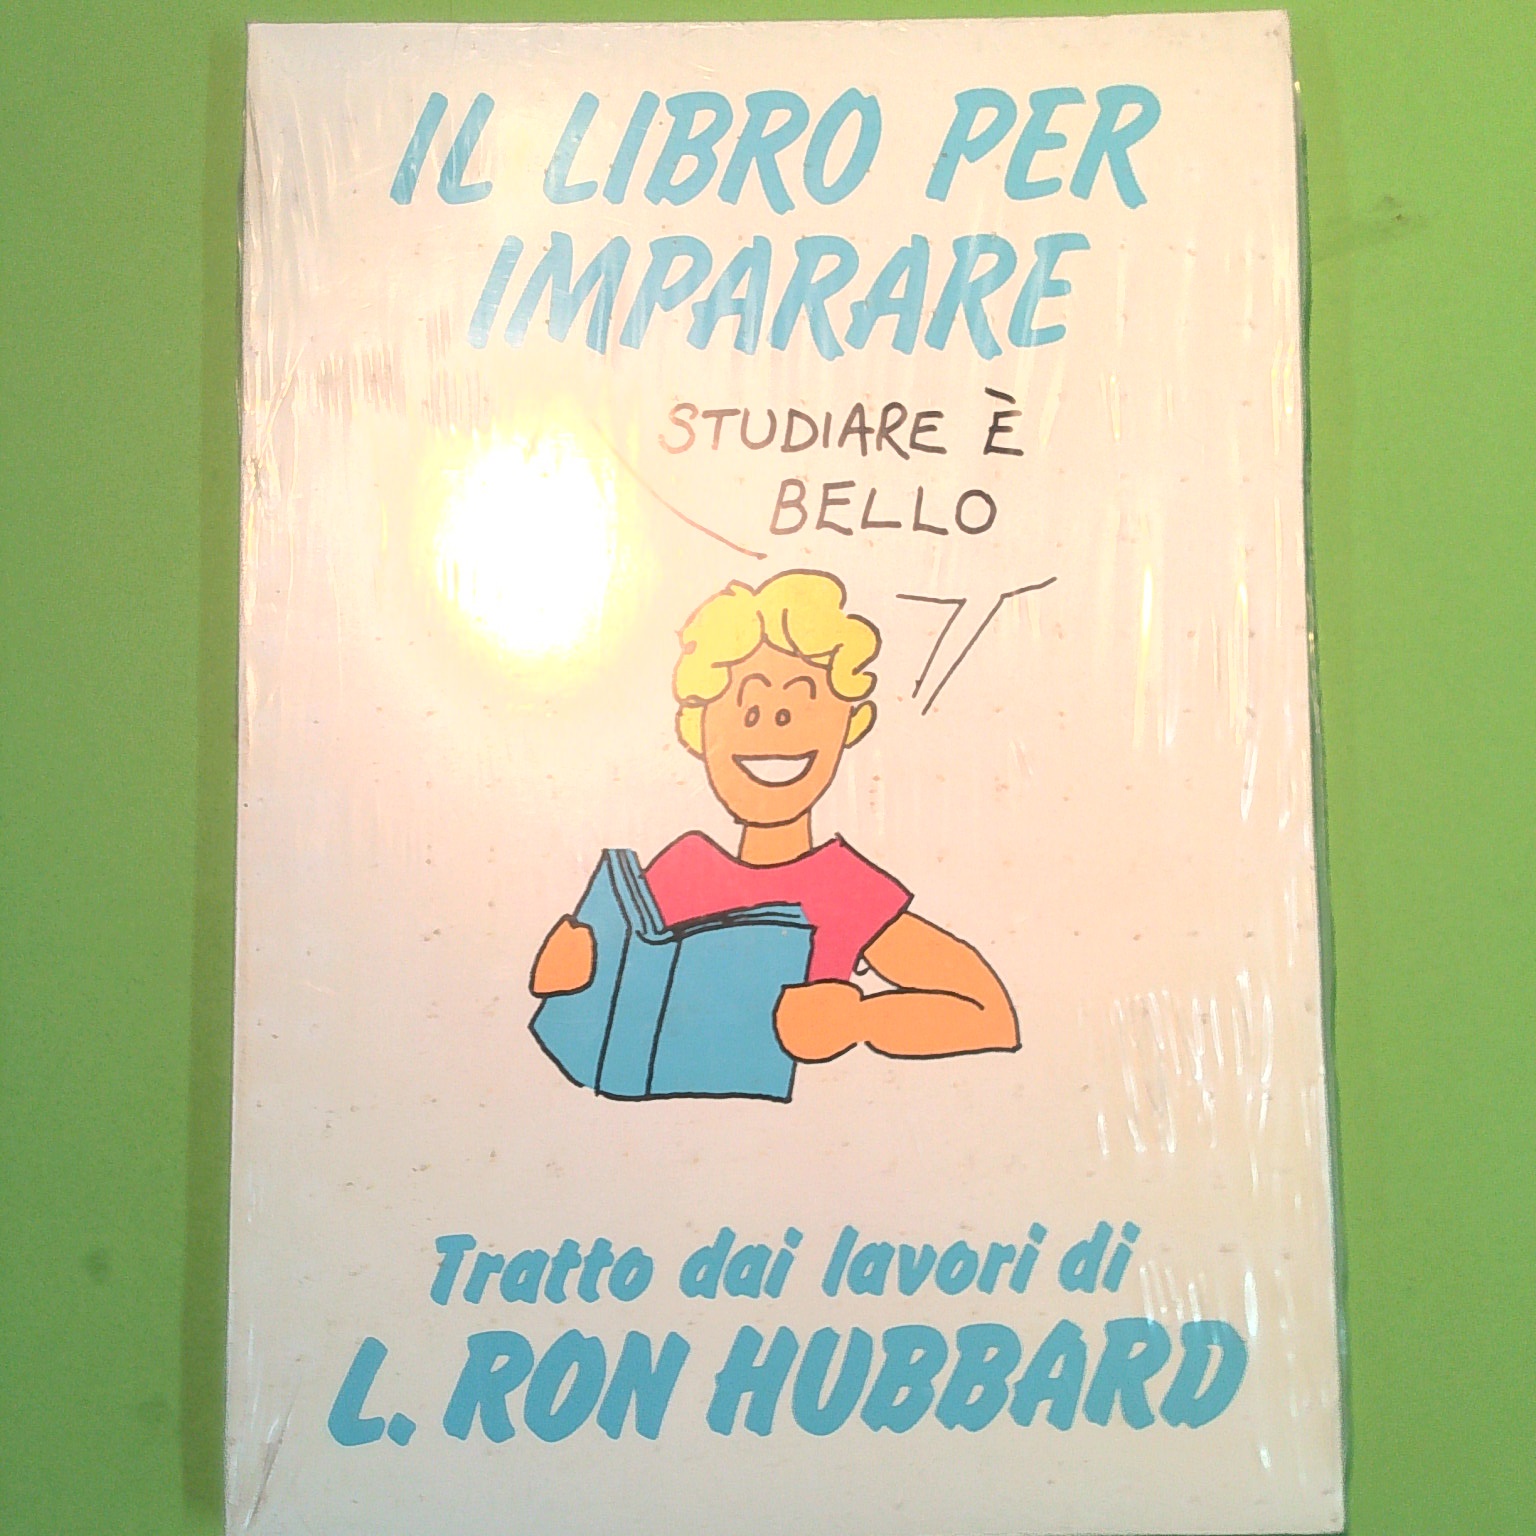 IL LIBRO PER
IMPARARE
STUDIARE È
BELLO
Tratto dai lavori di
L. RON HUBBARD